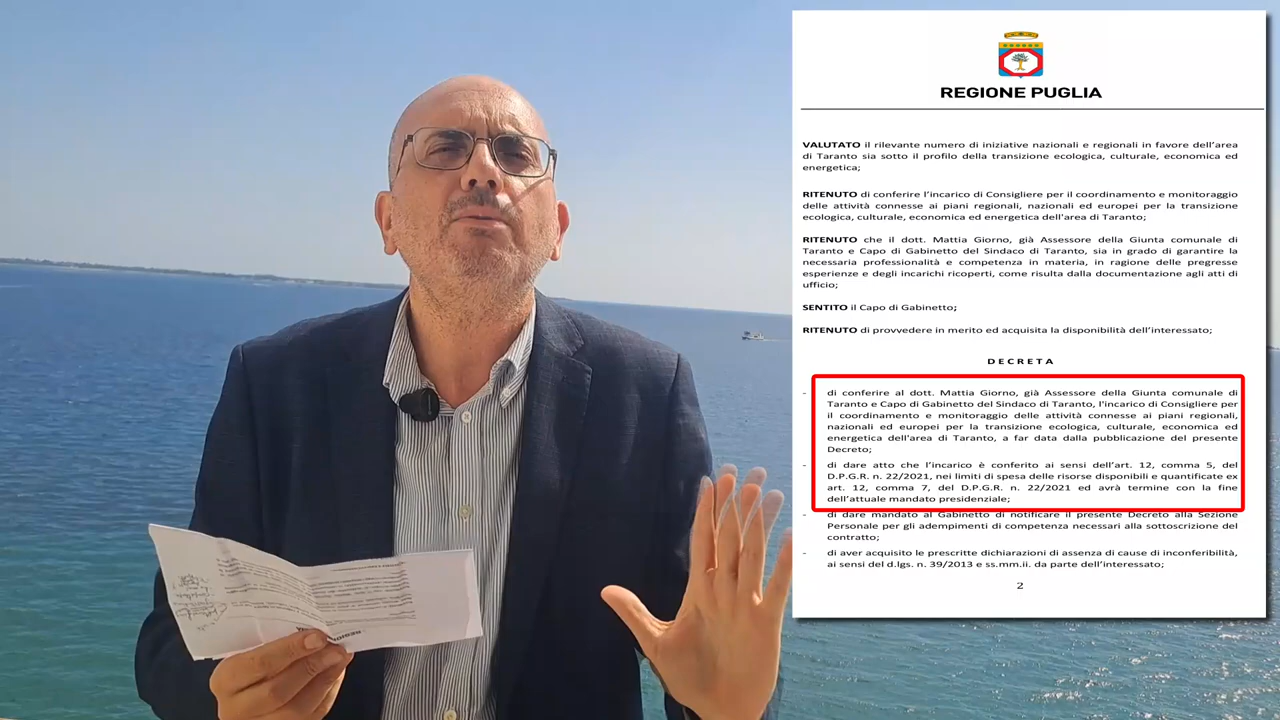 REGIONE PUGLIA
VALUTATO il rilevante numero di iniziative nazionali e regionali in favore dell'area
di Taranto sia sotto il profilo della transizione ecologica, culturale, economica ed
energetica;
RITENUTO di conferire l'incarico di Consigliere per il coordinamento e monitoraggio
delle attività connesse ai piani regionali, nazionali ed europei per la transizione
ecologica, culturale, economica ed energetica dell'area di Taranto;
RITENUTO che il dott. Mattia Giorno, già Assessore della Giunta comunale di
Taranto e Capo di Gabinetto del Sindaco di Taranto, sia in grado di garantire la
necessaria professionalità e competenza in materia, in ragione delle pregresse
esperienze e degli incarichi ricoperti, come risulta dalla documentazione agli atti di
ufficio;
SENTITO il Capo di Gabinetto;
RITENUTO di provvedere in merito ed acquisita la disponibilità dell'interessato;
DECRETA
- di conferire al dott. Mattia Giorno, già Assessore della Giunta comunale di
Taranto e Capo di Gabinetto del Sindaco di Taranto, l'incarico di Consigliere per
il coordinamento e monitoraggio delle attività connesse ai piani regionali,
nazionali ed europei per la transizione ecologica, culturale, economica ed
energetica dell'area di Taranto, a far data dalla pubblicazione del presente
Decreto;
- di dare atto che l'incarico è conferito ai sensi dell'art. 12, comma 5, del
D.P.G.R. n. 22/2021, nei limiti di spesa delle risorse disponibili e quantificate ex
art. 12, comma 7, del D.P.G.R. n. 22/2021 ed avrà termine con la fine
dell'attuale mandato presidenziale;
- di dare mandato al Gabinetto di notificare il presente Decreto alla Sezione
Personale per gli adempimenti di competenza necessari alla sottoscrizione del
contratto;
- di aver acquisito le prescritte dichiarazioni di assenza di cause di inconferibilità,
ai sensi del d.lgs. n. 39/2013 e ss.mm.ii. da parte dell'interessato;
2